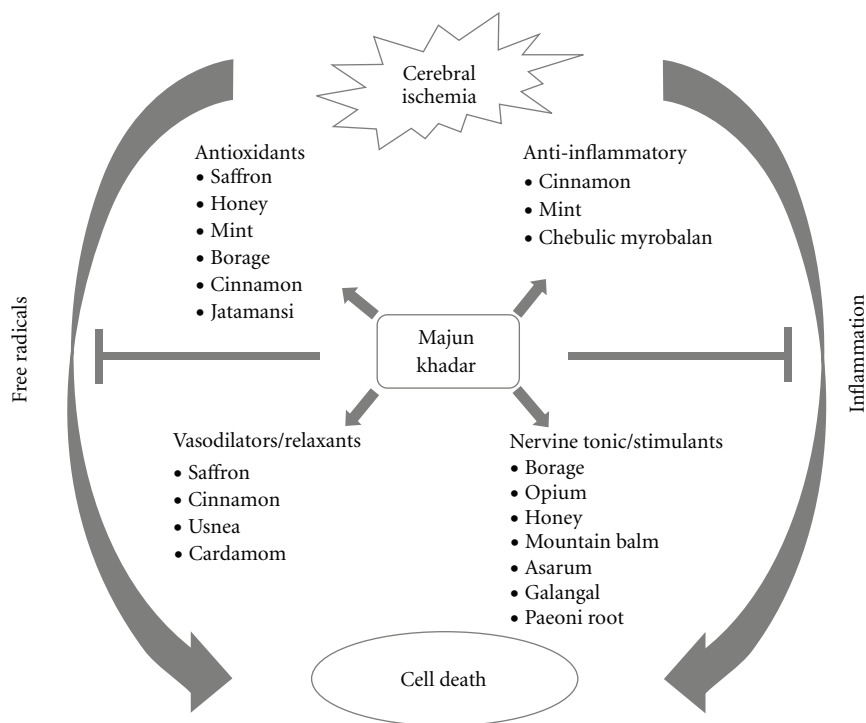 Cerebral
ischemia
Antioxidants
• Saffron
• Honey
• Mint
• Borage
• Cinnamon
• Jatamansi
Anti-inflammatory
• Cinnamon
• Mint
• Chebulic myrobalan
Free radicals
Majun
khadar
Inflammation
Vasodilators/relaxants
• Saffron
• Cinnamon
• Usnea
• Cardamom
Nervine tonic/stimulants
• Borage
• Opium
• Honey
• Mountain balm
• Asarum
• Galangal
• Paeoni root
Cell death